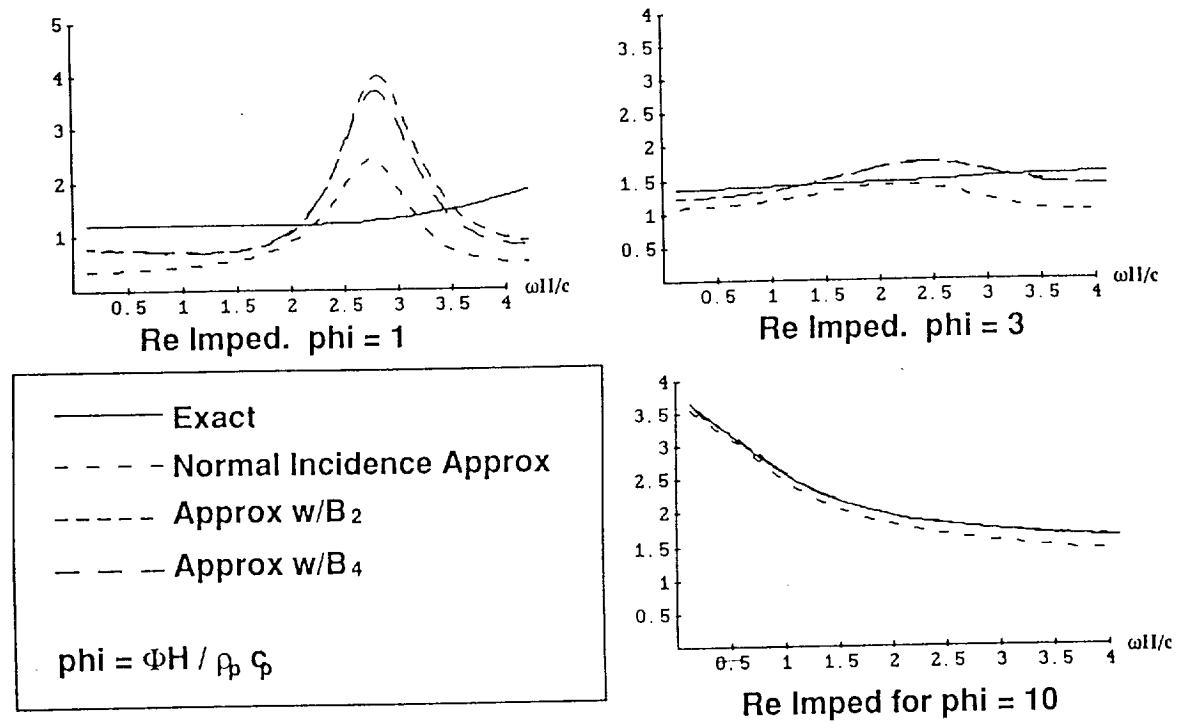 5
4
3
2
1
0.5 1 1.5 2 2.5 3 3.5 4
ωH/c
Re Imped. phi = 1
4
3.5
3
2.5
2
1.5
1
0.5
0.5 1 1.5 2 2.5 3 3.5 4
ωH/c
Re Imped. phi = 3
Exact
Normal Incidence Approx
Approx w/B2
Approx w/B4
phi = ΦH / ρp cp
4
3.5
3
2.5
2
1.5
1
0.5
0.5 1 1.5 2 2.5 3 3.5 4
ωH/c
Re Imped for phi = 10